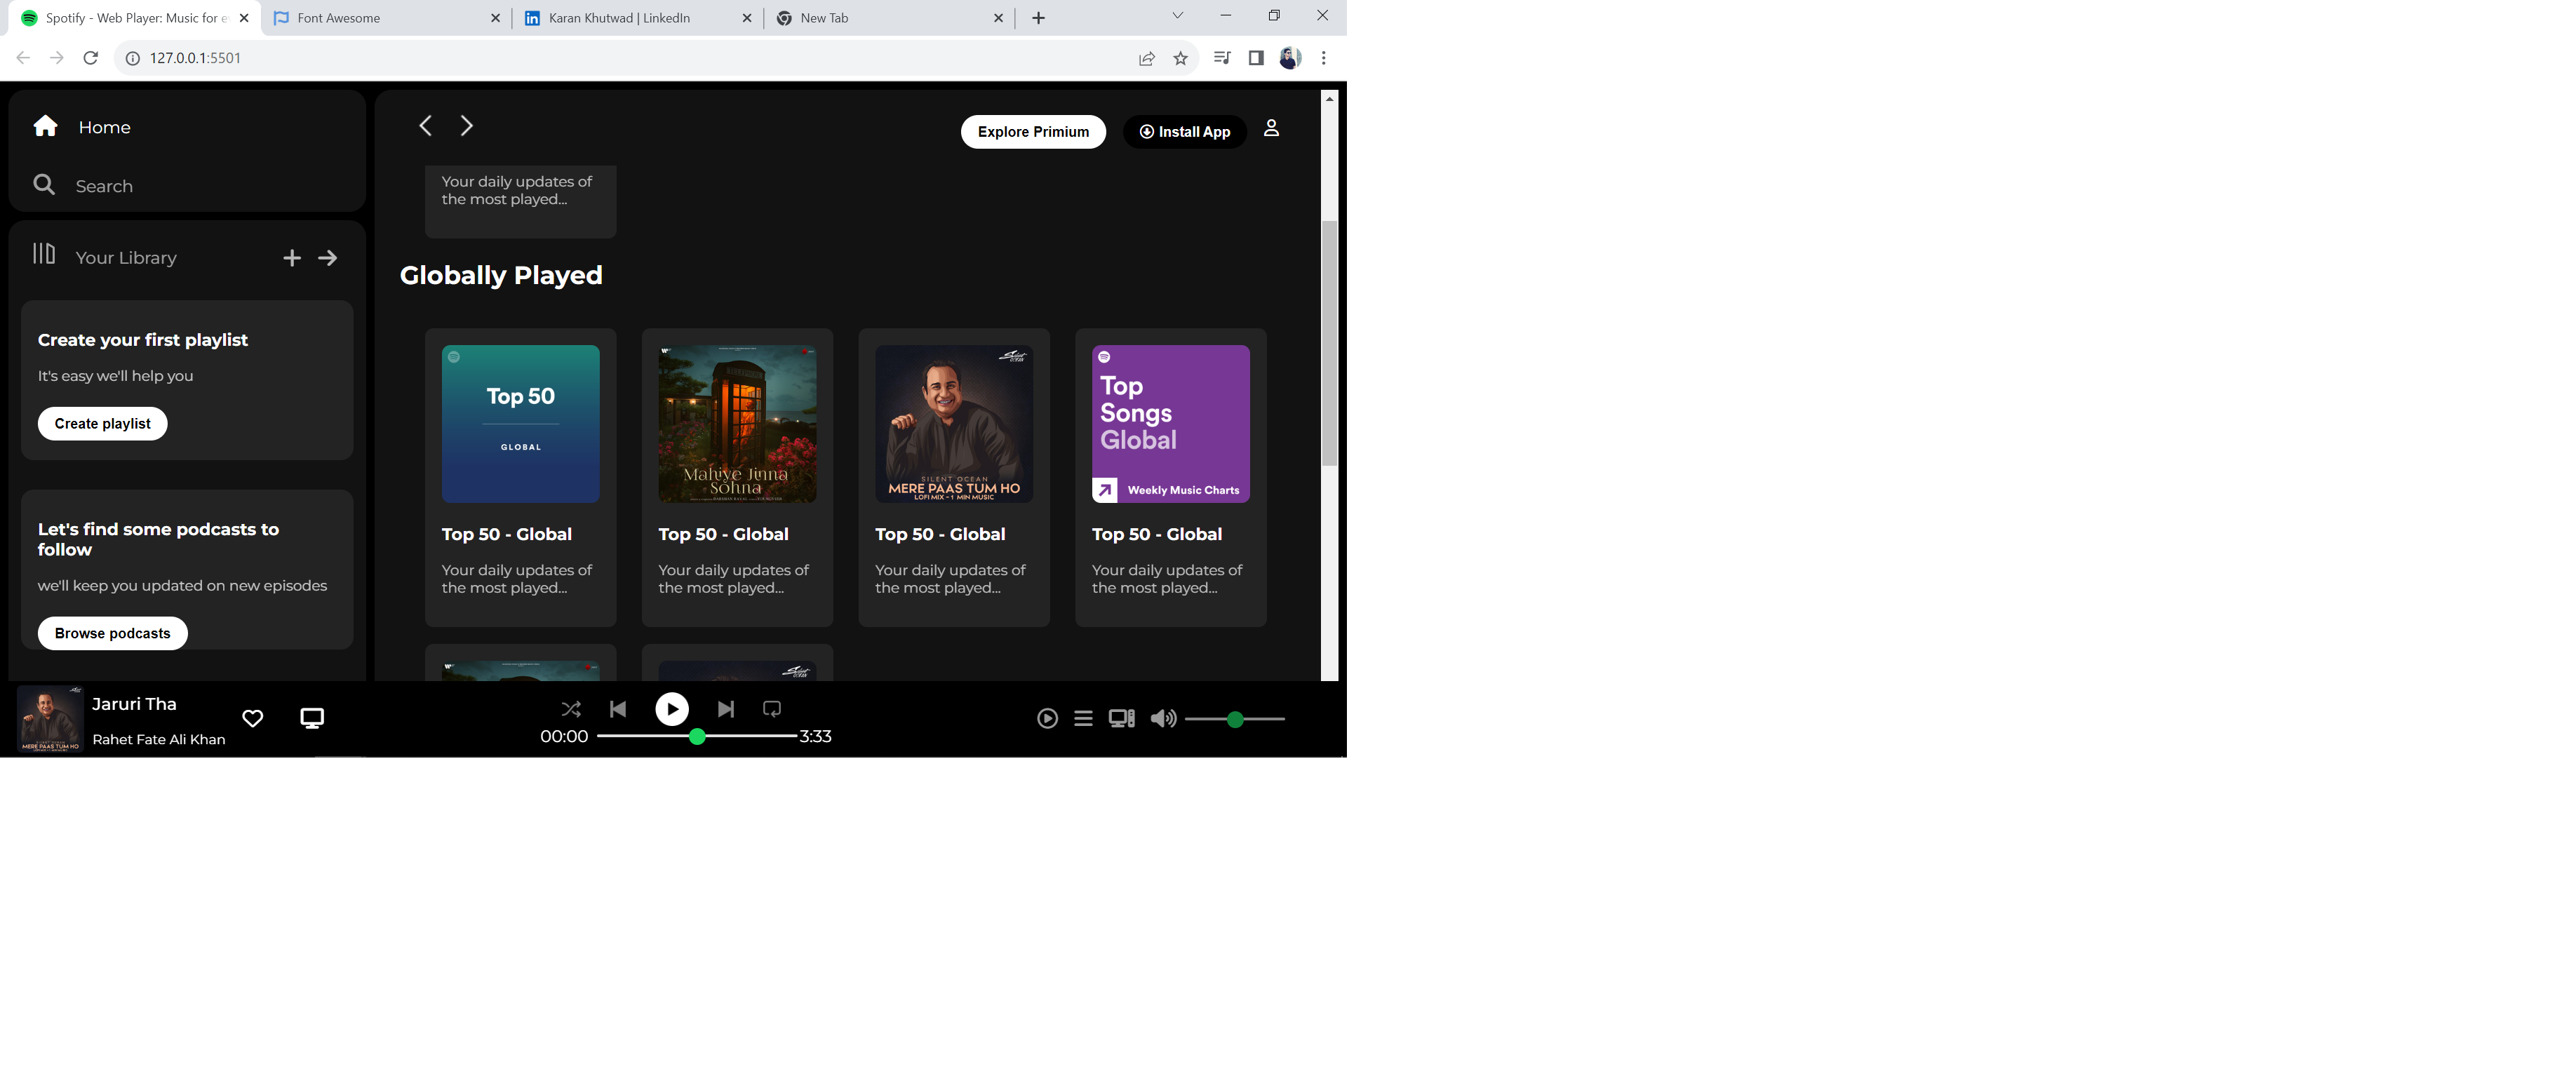 Spotify - Web Player: Music for e
Font Awesome
Karan Khutwad | LinkedIn
New Tab
127.0.0.1:5501
Home
Search
Your Library
Create your first playlist
It's easy we'll help you
Create playlist
Let's find some podcasts to
follow
we'll keep you updated on new episodes
Browse podcasts
Explore Primium
Install App
Your daily updates of
the most played...
Globally Played
Top 50
GLOBAL
Top 50 - Global
Your daily updates of
the most played...
Mahiye Jinna
Sohna
Top 50 - Global
Your daily updates of
the most played...
Silent
OCEAN
SILENT OCEAN
MERE PAAS TUM HO
LOFI MIX - 1 MIN MUSIC
Top 50 - Global
Your daily updates of
the most played...
Top
Songs
Global
Weekly Music Charts
Top 50 - Global
Your daily updates of
the most played...
MERE PAAS TUM HO
Jaruri Tha
Rahet Fate Ali Khan
00:00
3:33